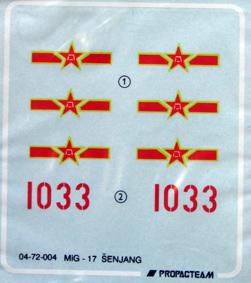 ①
1033 1033
②
04-72-004 MiG - 17 ŠENJANG
PROPAGTEAM